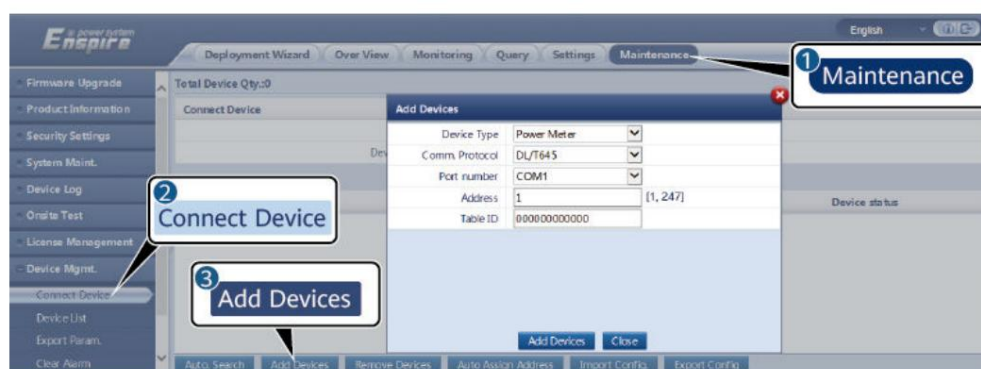 Enspire
English
Deployment Wizard Over View Monitoring Query Settings Maintenance
1 Maintenance
Firmware Upgrade
Product Information
Security Settings
System Maint.
Device Log
Onsite Test
License Management
Device Mgmt.
Connect Device
Device List
Export Param.
Clear Alarm
Total Device Qty.:0
Connect Device
Dev
Device status
2 Connect Device
3 Add Devices
Add Devices
Device Type Power Meter
Comm. Protocol DL/T645
Port number COM1
Address 1 [1, 247]
Table ID 000000000000
Add Devices Close
Auto. Search Add Devices Remove Devices Auto Assign Address Import Config. Export Config.